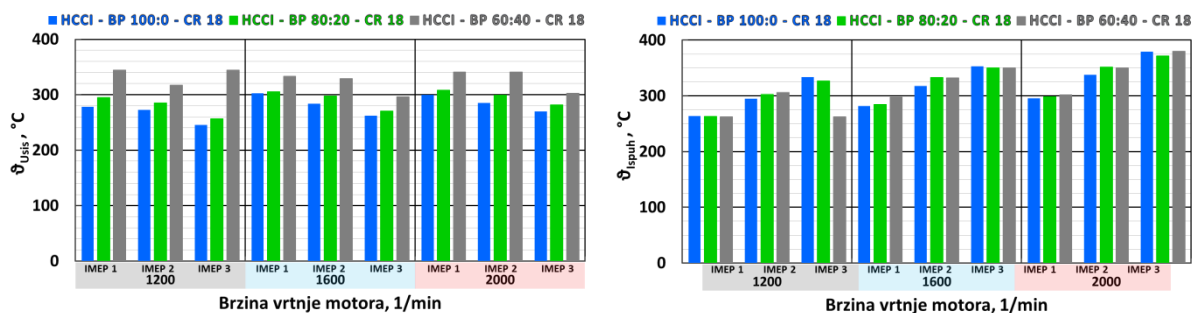 HCCI - BP 100:0 - CR 18 HCCI - BP 80:20 - CR 18 HCCI - BP 60:40 - CR 18
400
300
200
100
0
ϑUsis, °C
IMEP 1 IMEP 2 IMEP 3 IMEP 1 IMEP 2 IMEP 3 IMEP 1 IMEP 2 IMEP 3
1200 1600 2000
Brzina vrtnje motora, 1/min
HCCI - BP 100:0 - CR 18 HCCI - BP 80:20 - CR 18 HCCI - BP 60:40 - CR 18
400
300
200
100
0
ϑIspuh, °C
IMEP 1 IMEP 2 IMEP 3 IMEP 1 IMEP 2 IMEP 3 IMEP 1 IMEP 2 IMEP 3
1200 1600 2000
Brzina vrtnje motora, 1/min